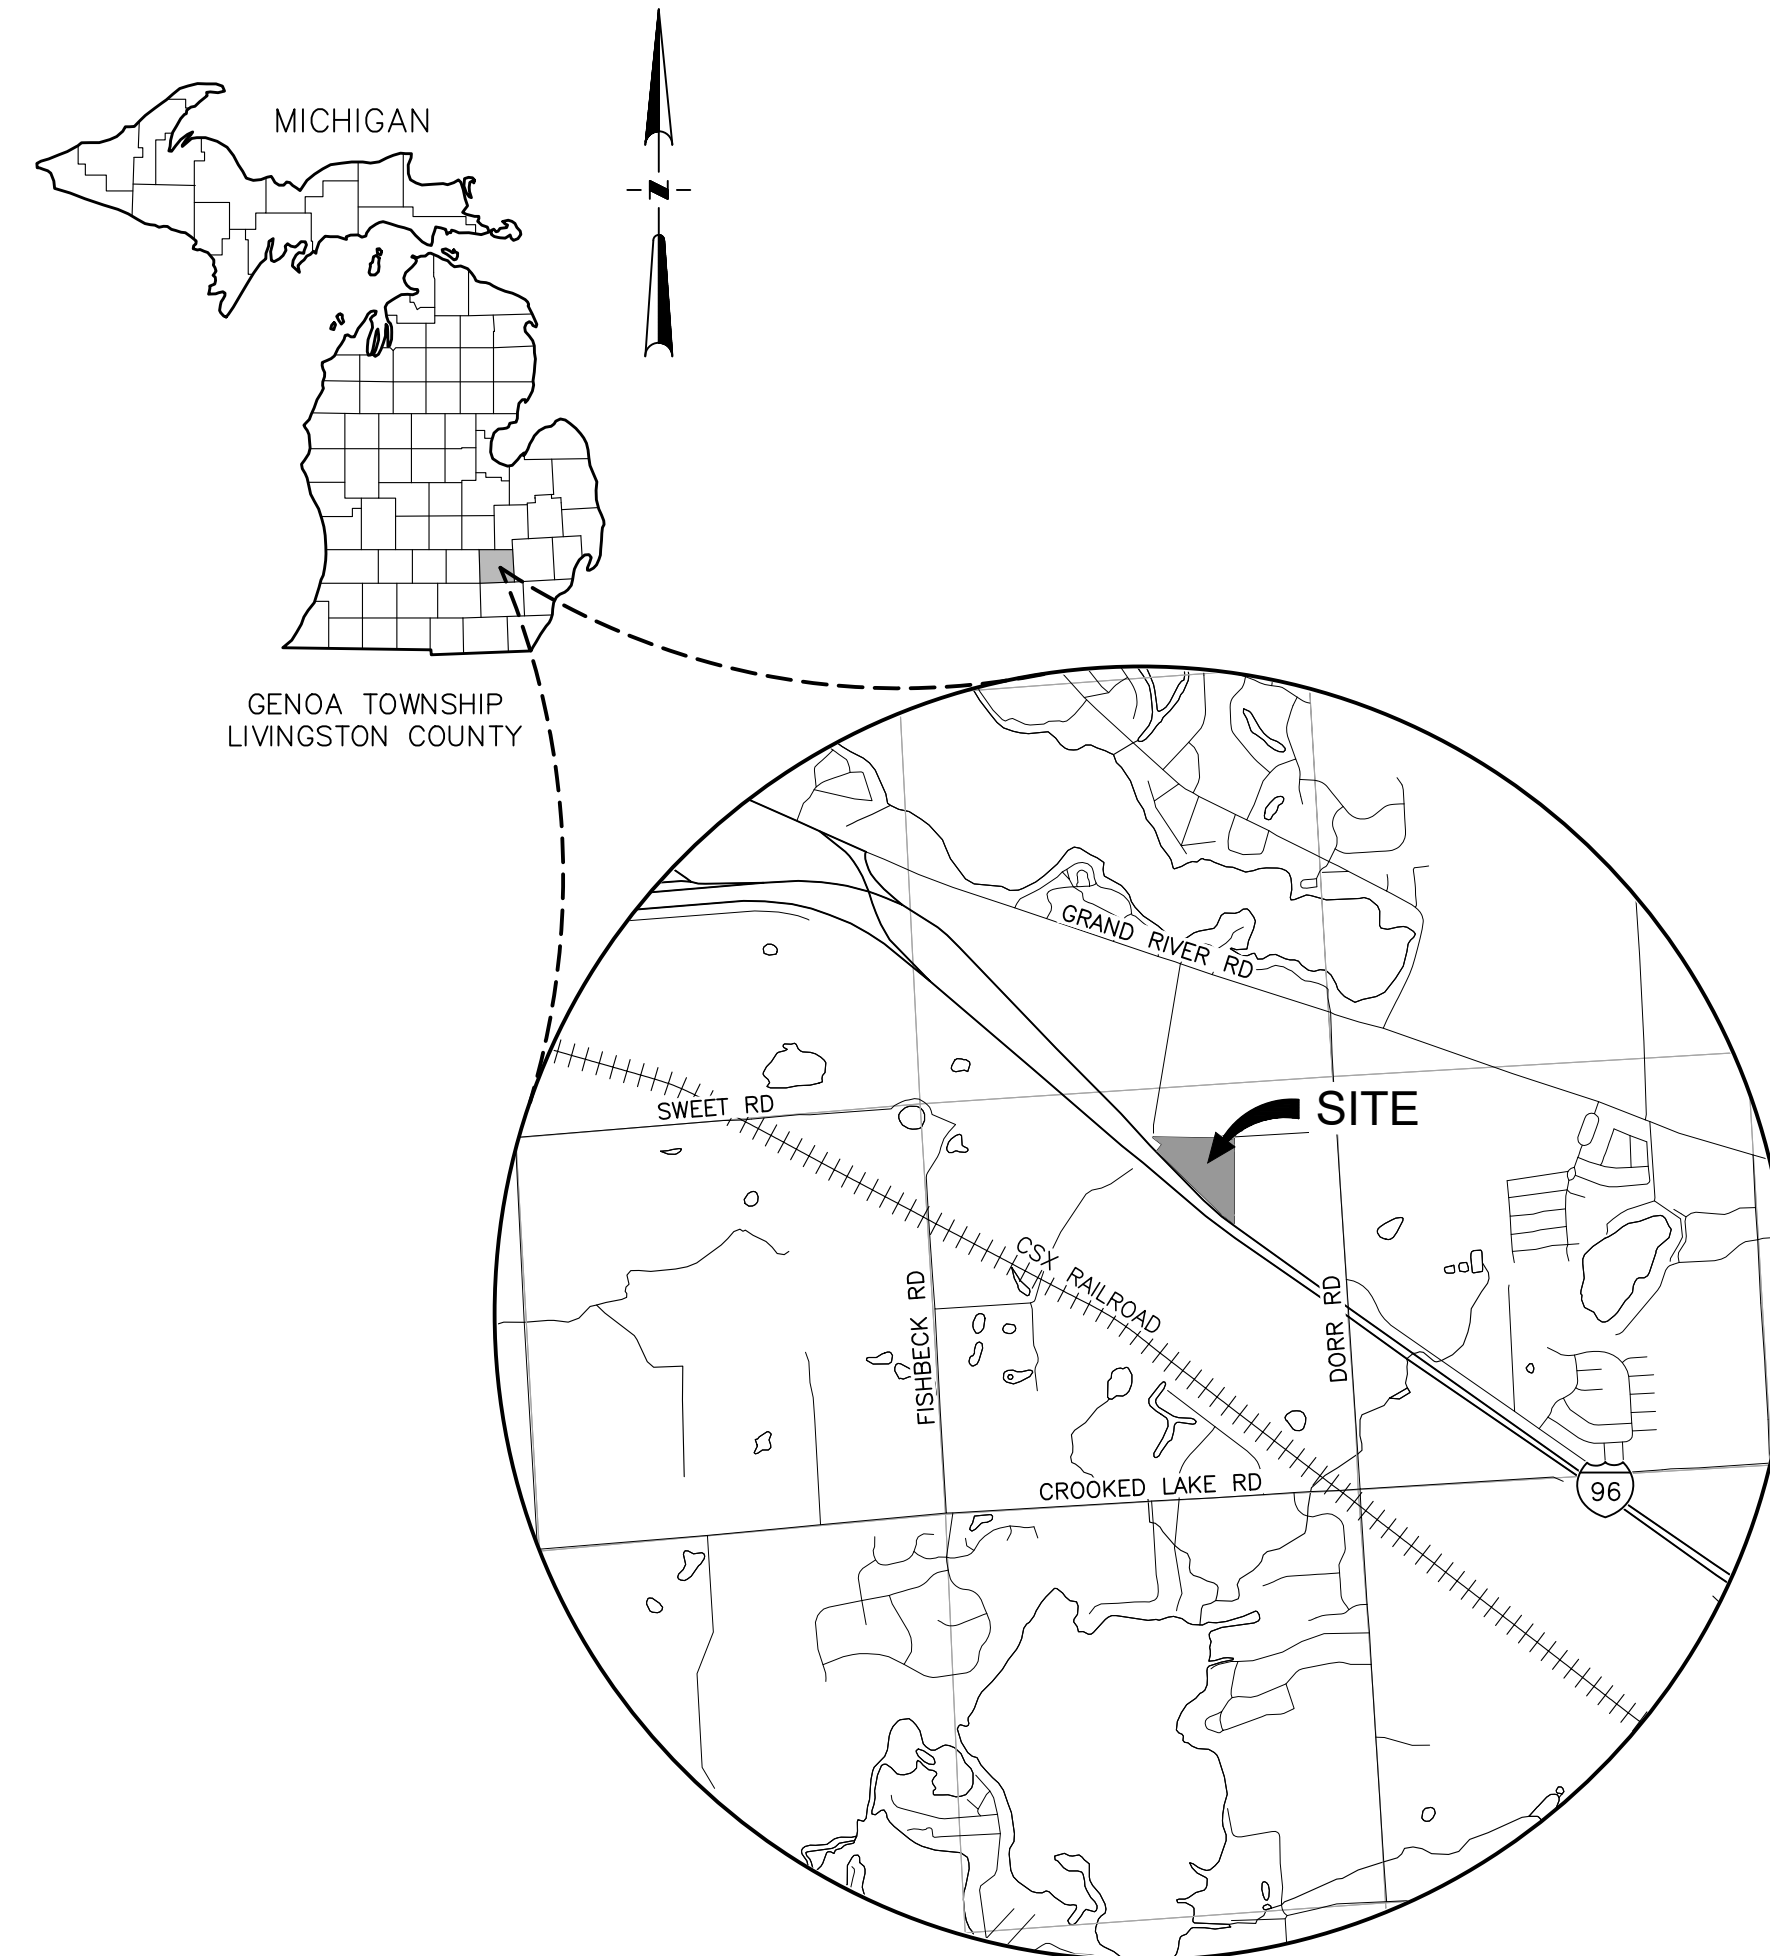 MICHIGAN
N
GENOA TOWNSHIP
LIVINGSTON COUNTY
GRAND RIVER RD
SITE
SWEET RD
CSX RAILROAD
FISHBECK RD
DORR RD
CROOKED LAKE RD
96